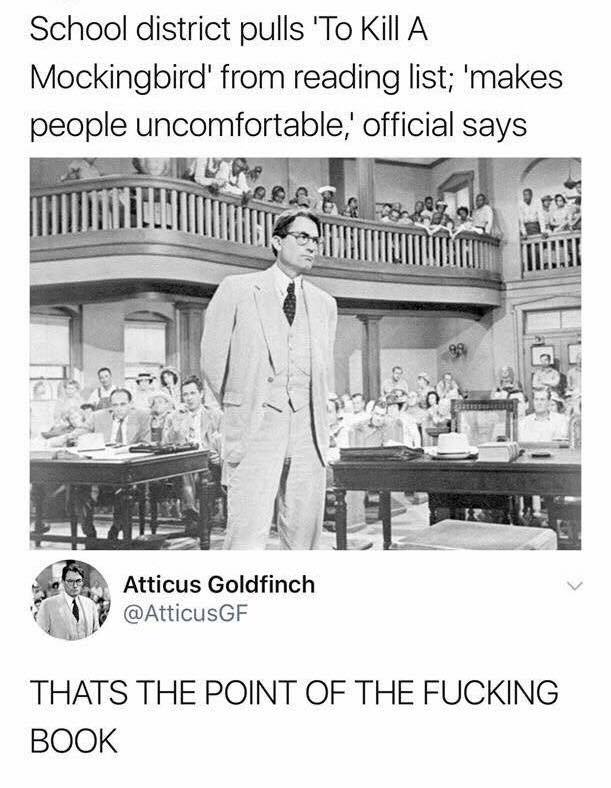 School district pulls 'To Kill A
Mockingbird' from reading list; 'makes
people uncomfortable,' official says
Atticus Goldfinch
@AtticusGF
THATS THE POINT OF THE FUCKING
BOOK